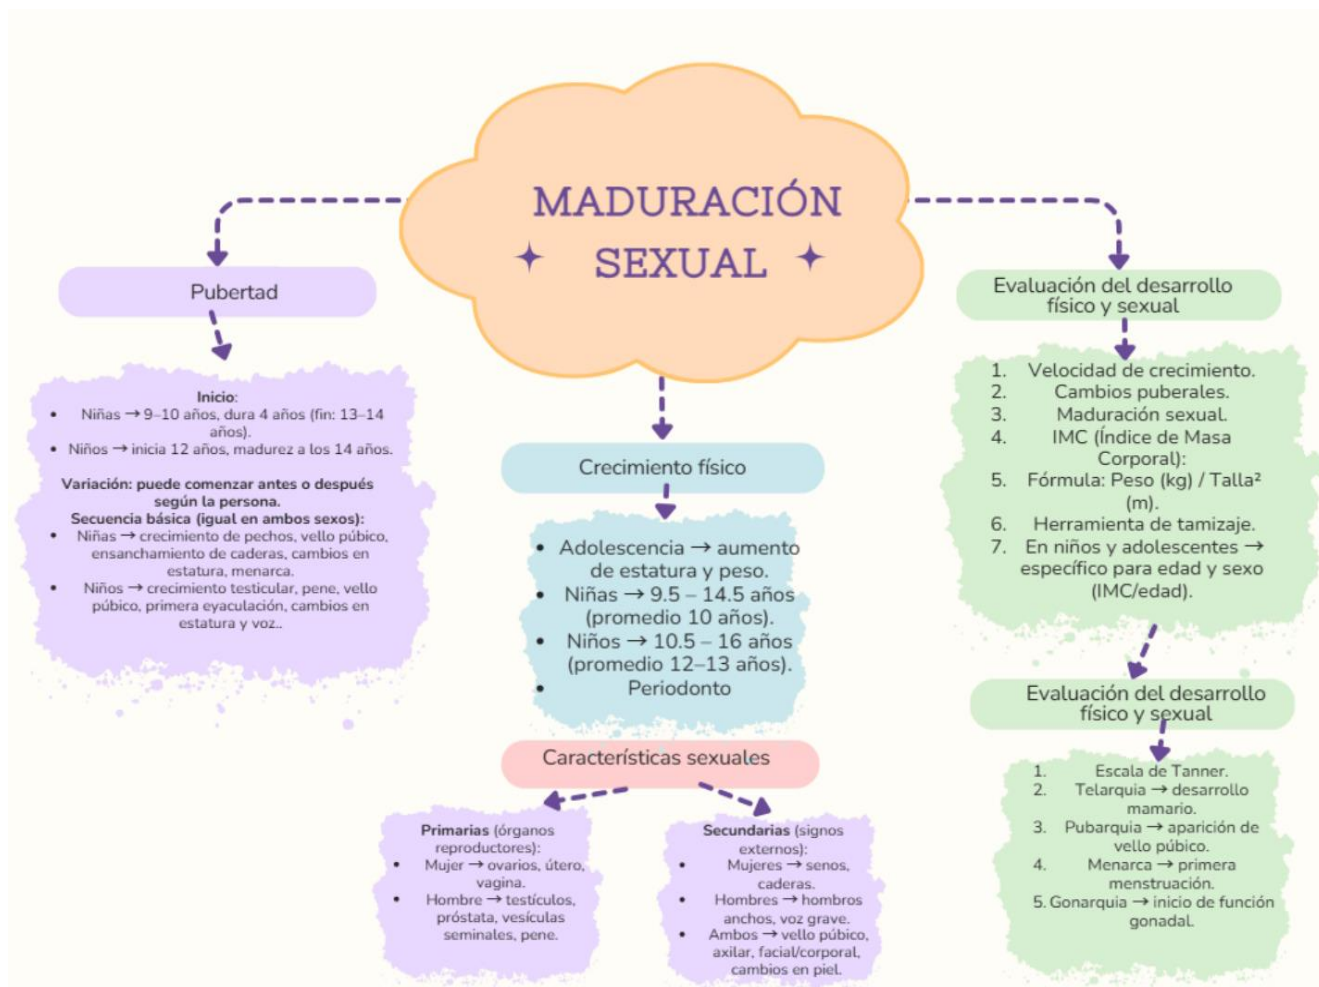 MADURACIÓN
SEXUAL
Pubertad
Inicio:
• Niñas → 9–10 años, dura 4 años (fin: 13–14
años).
• Niños → inicia 12 años, madurez a los 14 años.
Variación: puede comenzar antes o después
según la persona.
Secuencia básica (igual en ambos sexos):
• Niñas → crecimiento de pechos, vello púbico,
ensanchamiento de caderas, cambios en
estatura, menarca.
• Niños → crecimiento testicular, pene, vello
púbico, primera eyaculación, cambios en
estatura y voz..
Crecimiento físico
• Adolescencia → aumento
de estatura y peso.
• Niñas → 9.5 – 14.5 años
(promedio 10 años).
• Niños → 10.5 – 16 años
(promedio 12–13 años).
• Periodonto
Características sexuales
Primarias (órganos
reproductores):
• Mujer → ovarios, útero,
vagina.
• Hombre → testículos,
próstata, vesículas
seminales, pene.
Secundarias (signos
externos):
• Mujeres → senos,
caderas.
• Hombres → hombros
anchos, voz grave.
• Ambos → vello púbico,
axilar, facial/corporal,
cambios en piel.
Evaluación del desarrollo
físico y sexual
1. Velocidad de crecimiento.
2. Cambios puberales.
3. Maduración sexual.
4. IMC (Índice de Masa
Corporal):
5. Fórmula: Peso (kg) / Talla²
(m).
6. Herramienta de tamizaje.
7. En niños y adolescentes →
específico para edad y sexo
(IMC/edad).
Evaluación del desarrollo
físico y sexual
1. Escala de Tanner.
2. Telarquia → desarrollo
mamario.
3. Pubarquia → aparición de
vello púbico.
4. Menarca → primera
menstruación.
5. Gonarquia → inicio de función
gonadal.